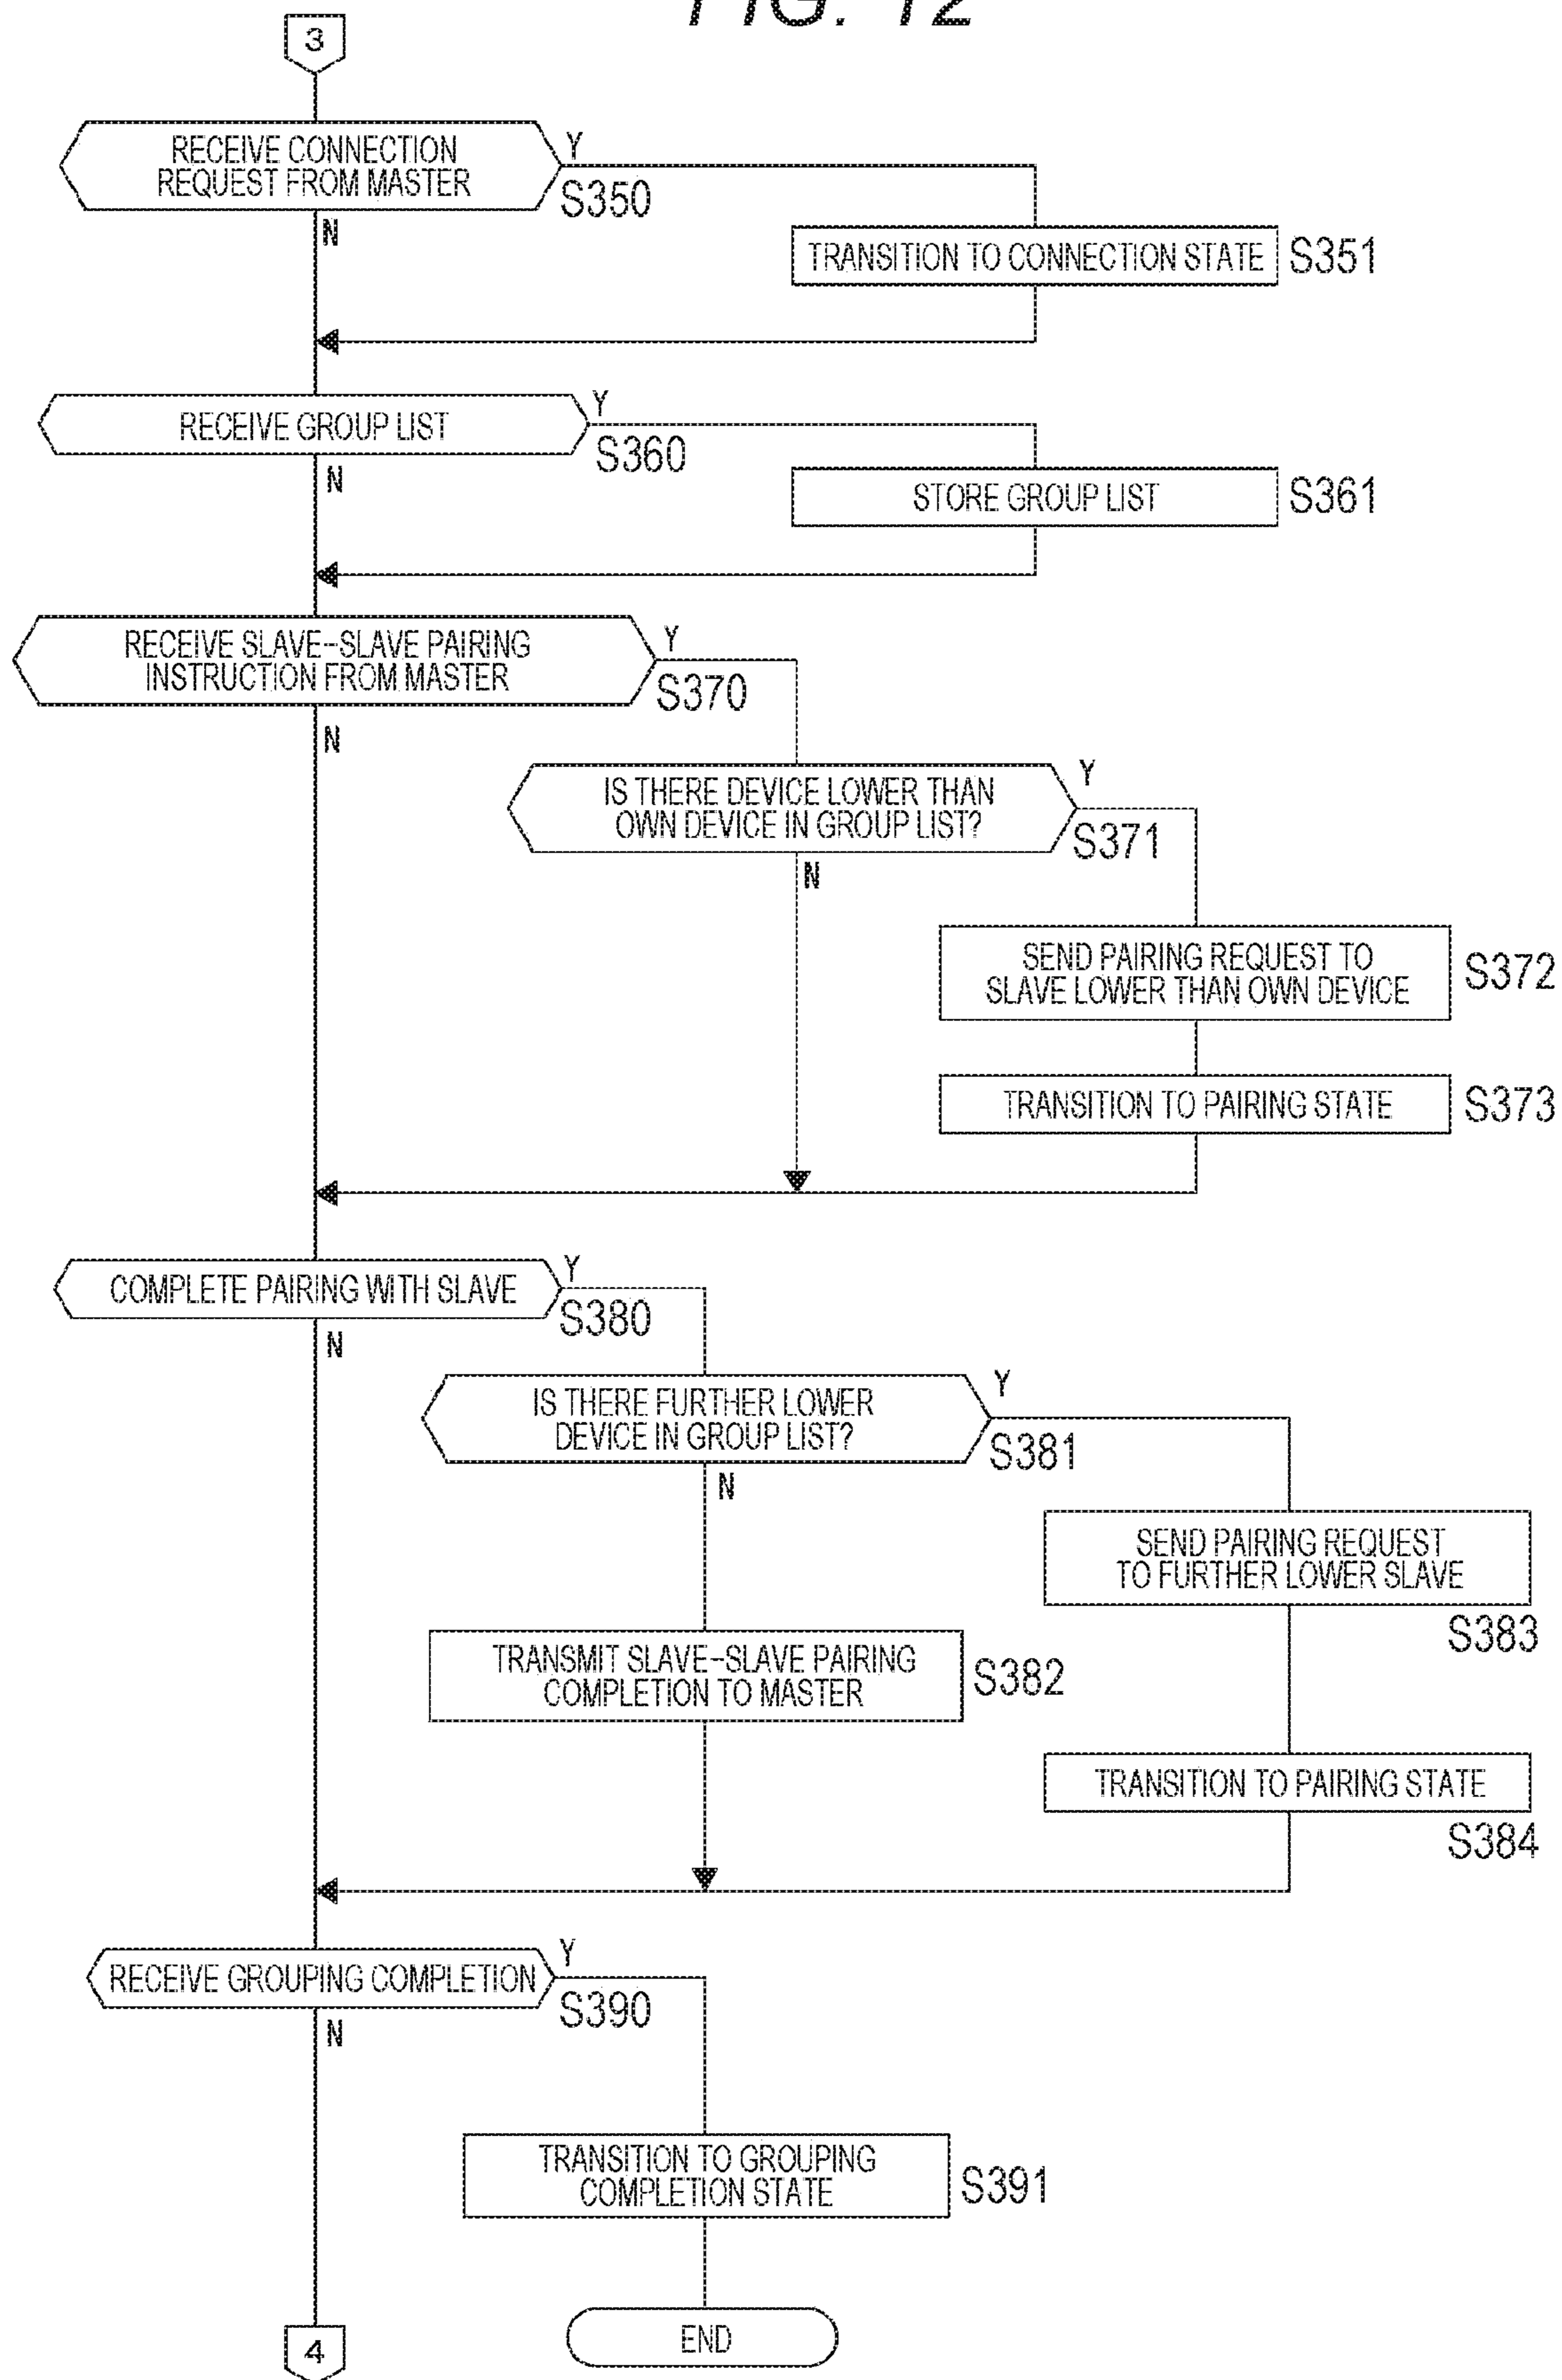 FIG. 12
3
RECEIVE CONNECTION
REQUEST FROM MASTER
Y
S350
N
TRANSITION TO CONNECTION STATE
S351
RECEIVE GROUP LIST
Y
S360
N
STORE GROUP LIST
S361
RECEIVE SLAVE-SLAVE PAIRING
INSTRUCTION FROM MASTER
Y
S370
N
IS THERE DEVICE LOWER THAN
OWN DEVICE IN GROUP LIST?
Y
S371
N
SEND PAIRING REQUEST TO
SLAVE LOWER THAN OWN DEVICE
S372
TRANSITION TO PAIRING STATE
S373
COMPLETE PAIRING WITH SLAVE
Y
S380
N
IS THERE FURTHER LOWER
DEVICE IN GROUP LIST?
Y
S381
N
SEND PAIRING REQUEST
TO FURTHER LOWER SLAVE
S383
TRANSMIT SLAVE-SLAVE PAIRING
COMPLETION TO MASTER
S382
TRANSITION TO PAIRING STATE
S384
RECEIVE GROUPING COMPLETION
Y
S390
N
TRANSITION TO GROUPING
COMPLETION STATE
S391
END
4